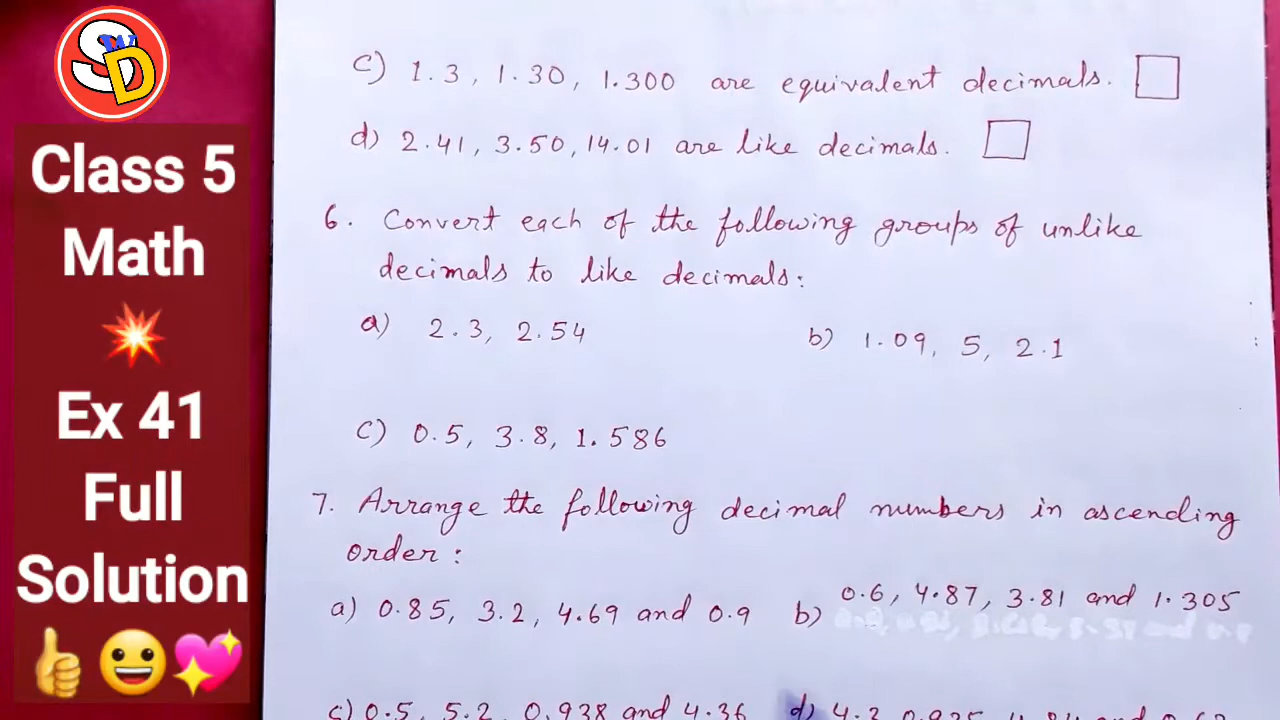 SWD
Class 5
Math
Ex 41
Full
Solution
c) 1.3, 1.30, 1.300 are equivalent decimals.
d) 2.41, 3.50, 14.01 are like decimals.
6. Convert each of the following groups of unlike
decimals to like decimals:
a) 2.3, 2.54
b) 1.09, 5, 2.1
c) 0.5, 3.8, 1.586
7. Arrange the following decimal numbers in ascending
order:
a) 0.85, 3.2, 4.69 and 0.9
b) 0.6, 4.87, 3.81 and 1.305
c) 0.5, 5.2, 0.938 and 4.36
d) and